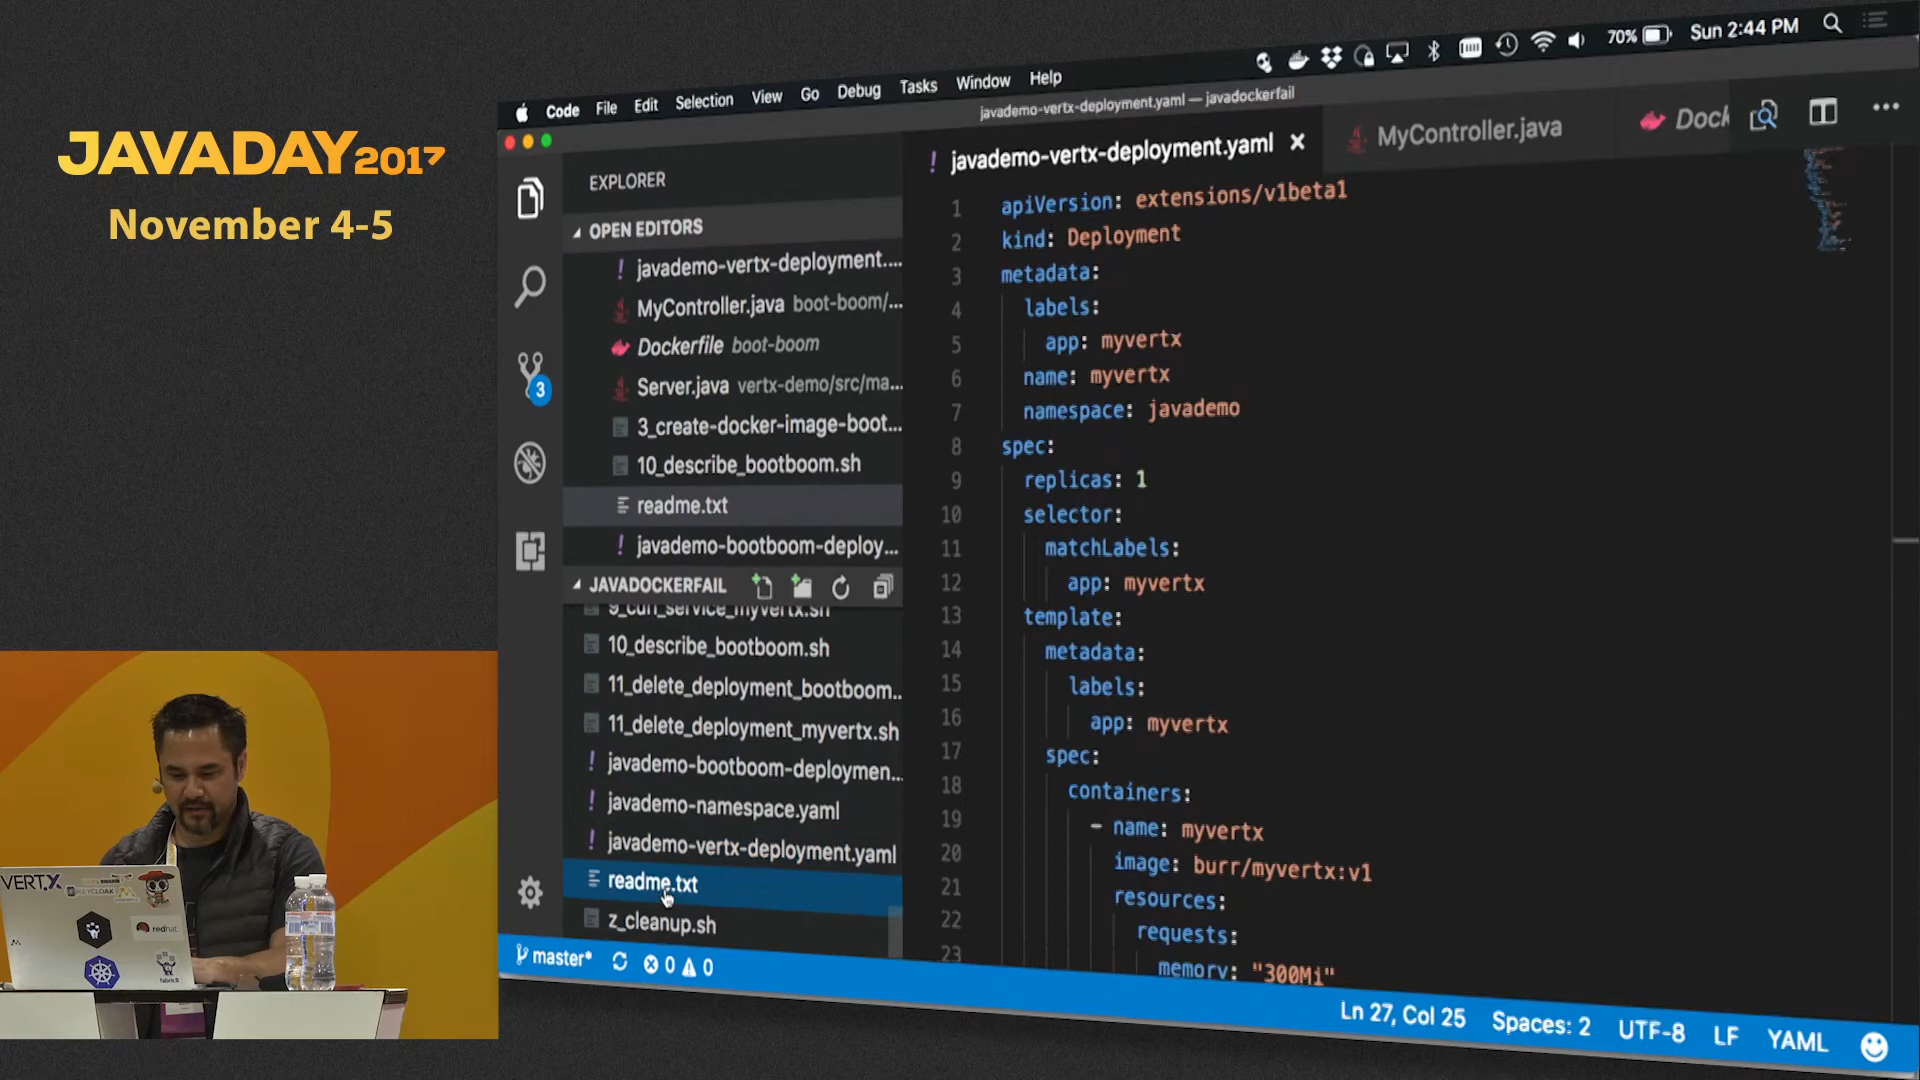 JAVADAY2017
November 4-5
Code File Edit Selection View Go Debug Tasks Window Help
70% Sun 2:44 PM
javademo-vertx-deployment.yaml — javadockerfail
EXPLORER
OPEN EDITORS
javademo-vertx-deployment....
MyController.java boot-boom/...
Dockerfile boot-boom
Server.java vertx-demo/src/ma...
3_create-docker-image-boot...
10_describe_bootboom.sh
readme.txt
javademo-bootboom-deploy...
3
JAVADOCKERFAIL
9_curl_service_myvertx.sh
10_describe_bootboom.sh
11_delete_deployment_bootboom..
11_delete_deployment_myvertx.sh
javademo-bootboom-deploymen...
javademo-namespace.yaml
javademo-vertx-deployment.yaml
readme.txt
z_cleanup.sh
javademo-vertx-deployment.yaml
MyController.java
Dock
1 apiVersion: extensions/v1beta1
2 kind: Deployment
3 metadata:
4 labels:
5 app: myvertx
6 name: myvertx
7 namespace: javademo
8 spec:
9 replicas: 1
10 selector:
11 matchLabels:
12 app: myvertx
13 template:
14 metadata:
15 labels:
16 app: myvertx
17 spec:
18 containers:
19 - name: myvertx
20 image: burr/myvertx:v1
21 resources:
22 requests:
23 memory: "300Mi"
master* 0 0
Ln 27, Col 25 Spaces: 2 UTF-8 LF YAML
VERT.X
redhat
fabric8